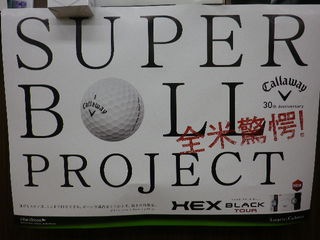 SUPER
Callaway
30th Anniversary
B LL
Callaway
全米驚愕!
PROJECT
HEX BLACK
TOUR